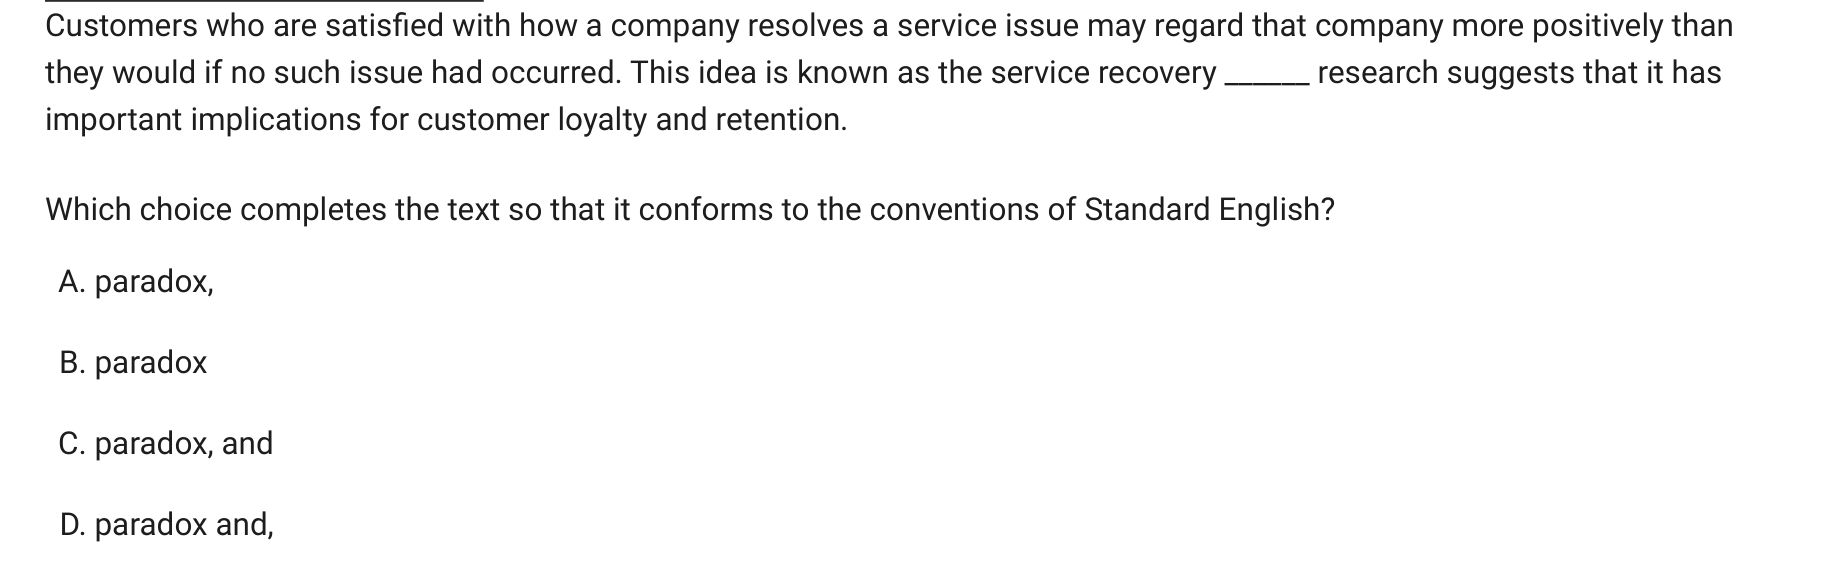 Customers who are satisfied with how a company resolves a service issue may regard that company more positively than
they would if no such issue had occurred. This idea is known as the service recovery ______ research suggests that it has
important implications for customer loyalty and retention.
Which choice completes the text so that it conforms to the conventions of Standard English?
A. paradox,
B. paradox
C. paradox, and
D. paradox and,